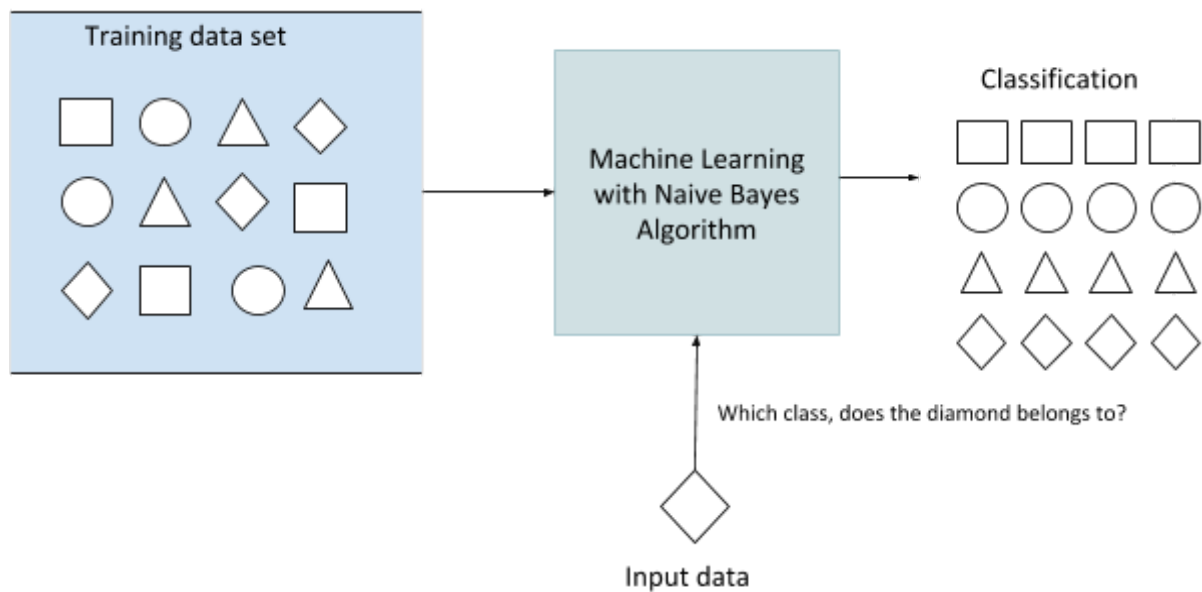 Training data set
Classification
Machine Learning
with Naive Bayes
Algorithm
Which class, does the diamond belongs to?
Input data